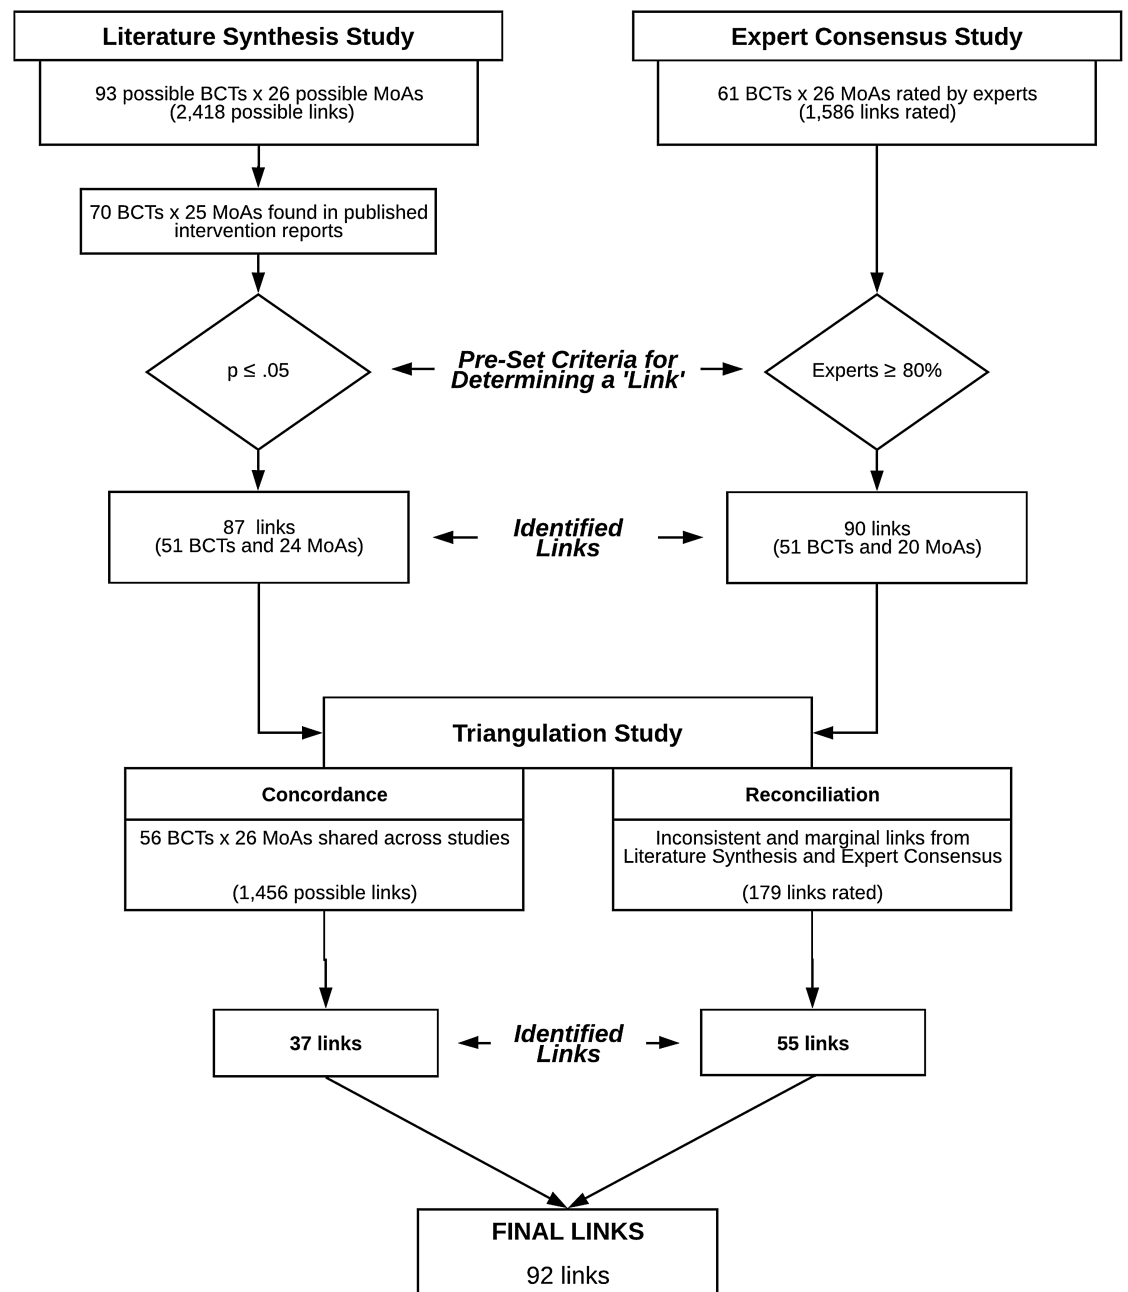 Literature Synthesis Study
Expert Consensus Study
93 possible BCTs x 26 possible MoAs
(2,418 possible links)
61 BCTs x 26 MoAs rated by experts
(1,586 links rated)
70 BCTs x 25 MoAs found in published
intervention reports
p ≤ .05
Pre-Set Criteria for
Determining a 'Link'
Experts ≥ 80%
87 links
(51 BCTs and 24 MoAs)
Identified
Links
90 links
(51 BCTs and 20 MoAs)
Triangulation Study
Concordance
56 BCTs x 26 MoAs shared across studies
(1,456 possible links)
Reconciliation
Inconsistent and marginal links from
Literature Synthesis and Expert Consensus
(179 links rated)
37 links
Identified
Links
55 links
FINAL LINKS
92 links